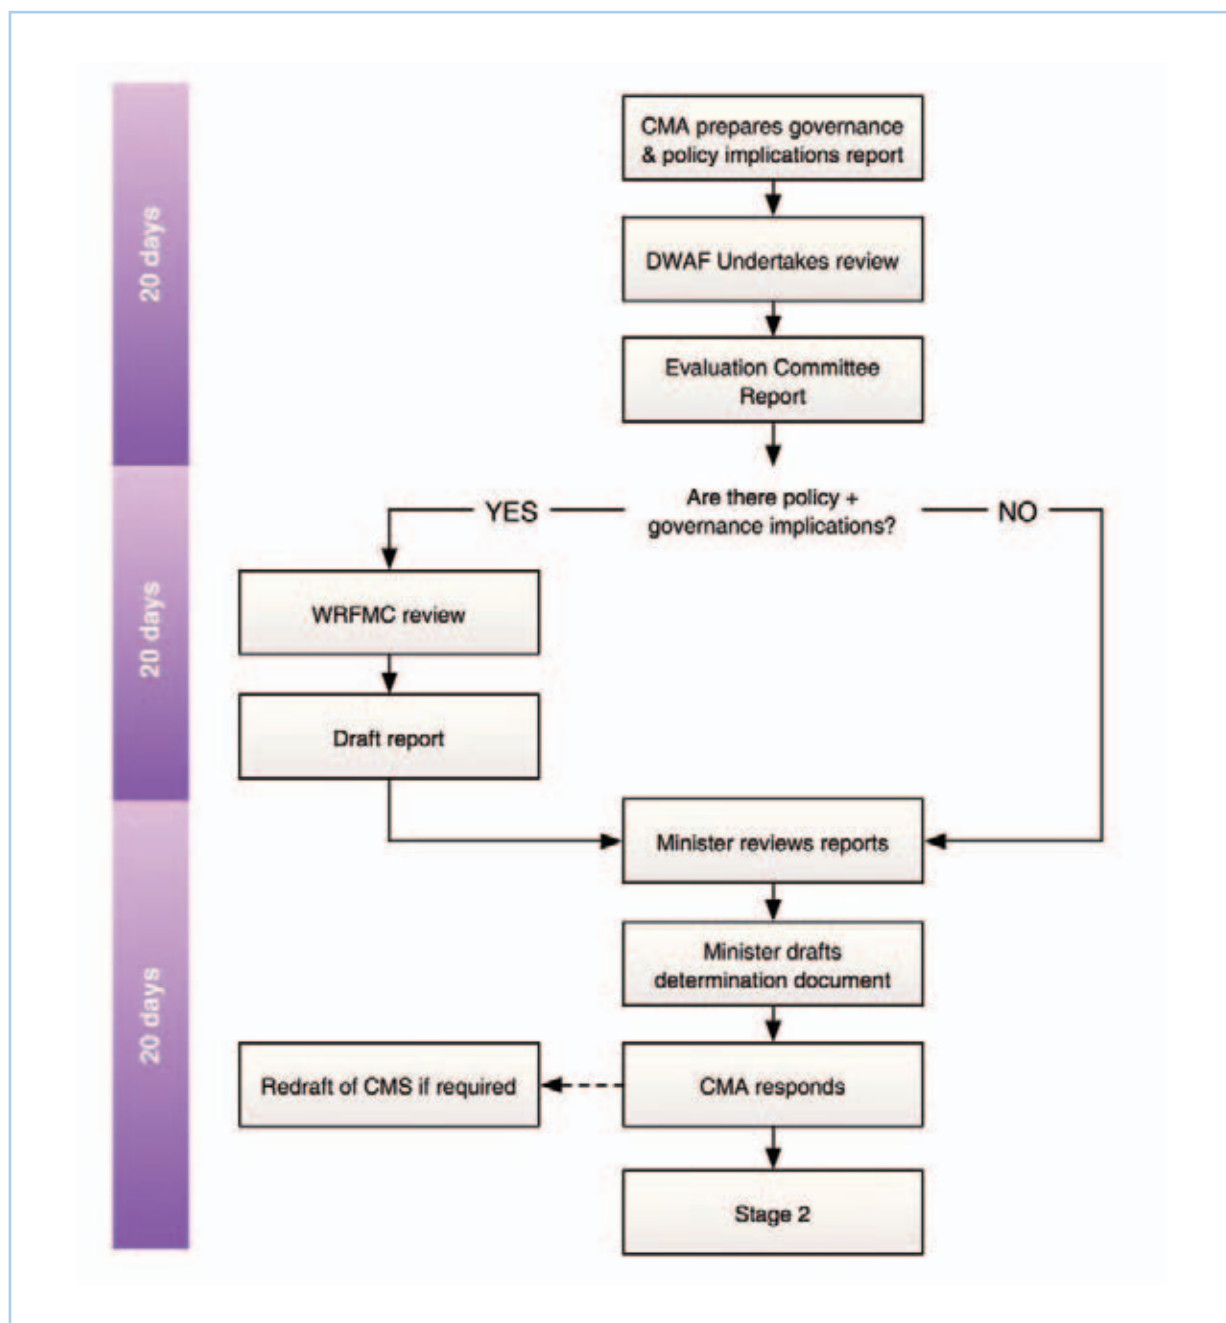 20 days
CMA prepares governance
& policy implications report
DWAF Undertakes review
Evaluation Committee
Report
20 days
Are there policy +
governance implications?
YES
NO
WRFMC review
Draft report
20 days
Minister reviews reports
Minister drafts
determination document
Redraft of CMS if required
CMA responds
Stage 2